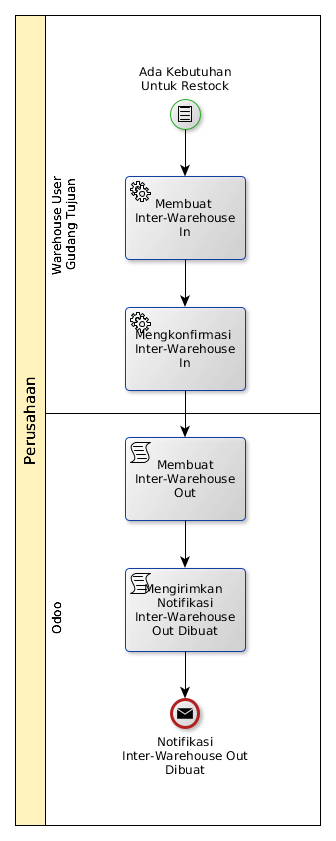 Perusahaan
Warehouse User
Gudang Tujuan
Ada Kebutuhan
Untuk Restock
Membuat
Inter-Warehouse
In
Mengkonfirmasi
Inter-Warehouse
In
Odoo
Membuat
Inter-Warehouse
Out
Mengirimkan
Notifikasi
Inter-Warehouse
Out Dibuat
Notifikasi
Inter-Warehouse Out
Dibuat